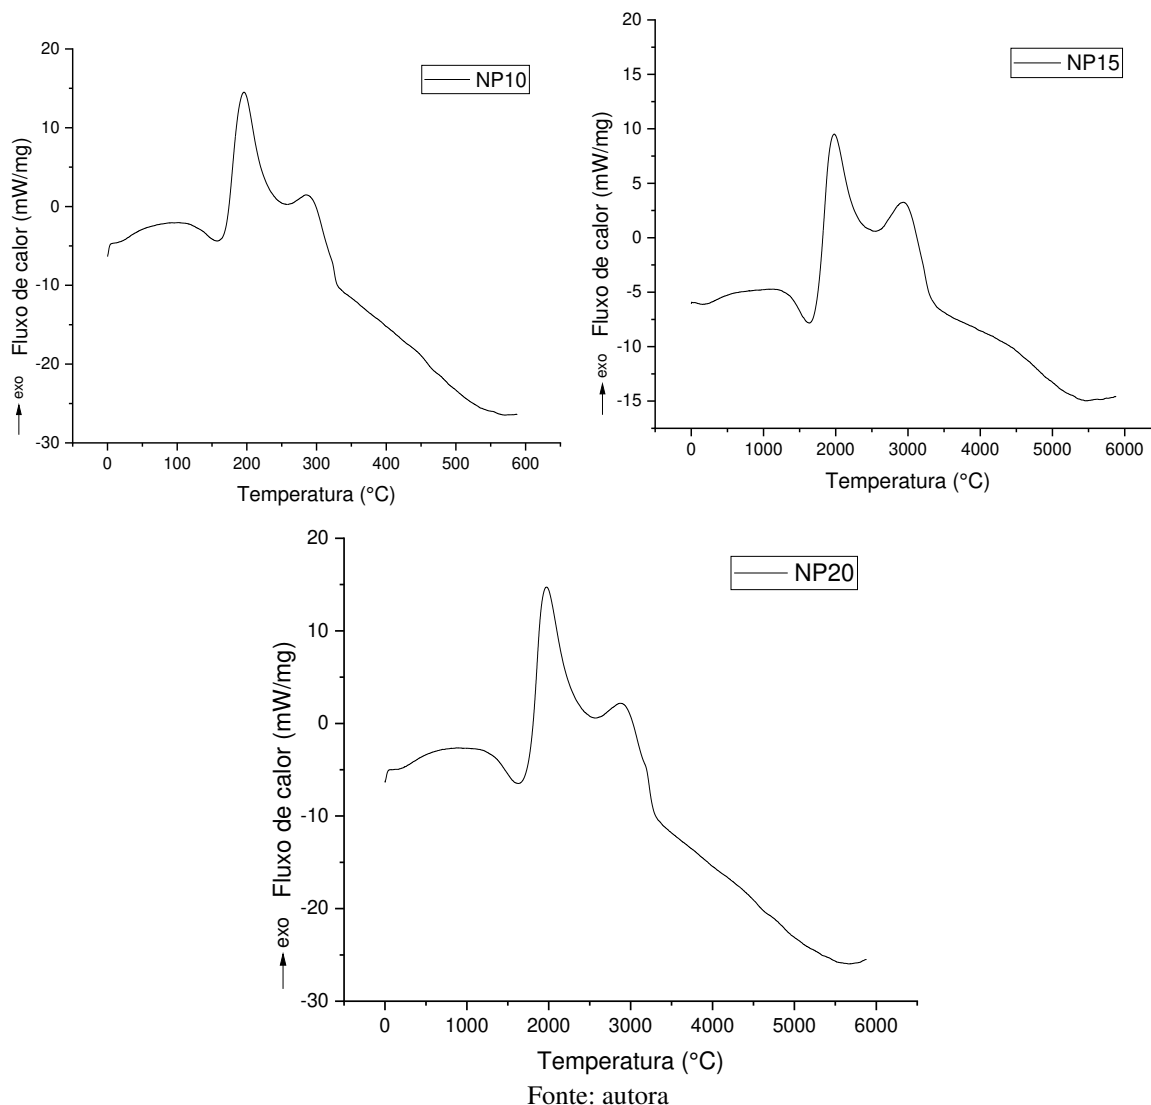 NP10
20
10
0
-10
-20
-30
0 100 200 300 400 500 600
Temperatura (°C)
exo Fluxo de calor (mW/mg)
NP15
20
15
10
5
0
-5
-10
-15
0 1000 2000 3000 4000 5000 6000
Temperatura (°C)
exo Fluxo de calor (mW/mg)
NP20
20
10
0
-10
-20
-30
0 1000 2000 3000 4000 5000 6000
Temperatura (°C)
exo Fluxo de calor (mW/mg)
Fonte: autora